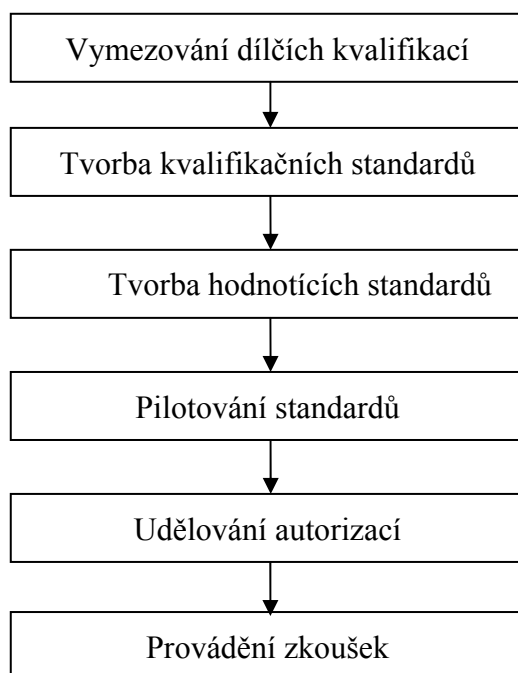 Vymezování dílčích kvalifikací
Tvorba kvalifikačních standardů
Tvorba hodnotících standardů
Pilotování standardů
Udělování autorizací
Provádění zkoušek